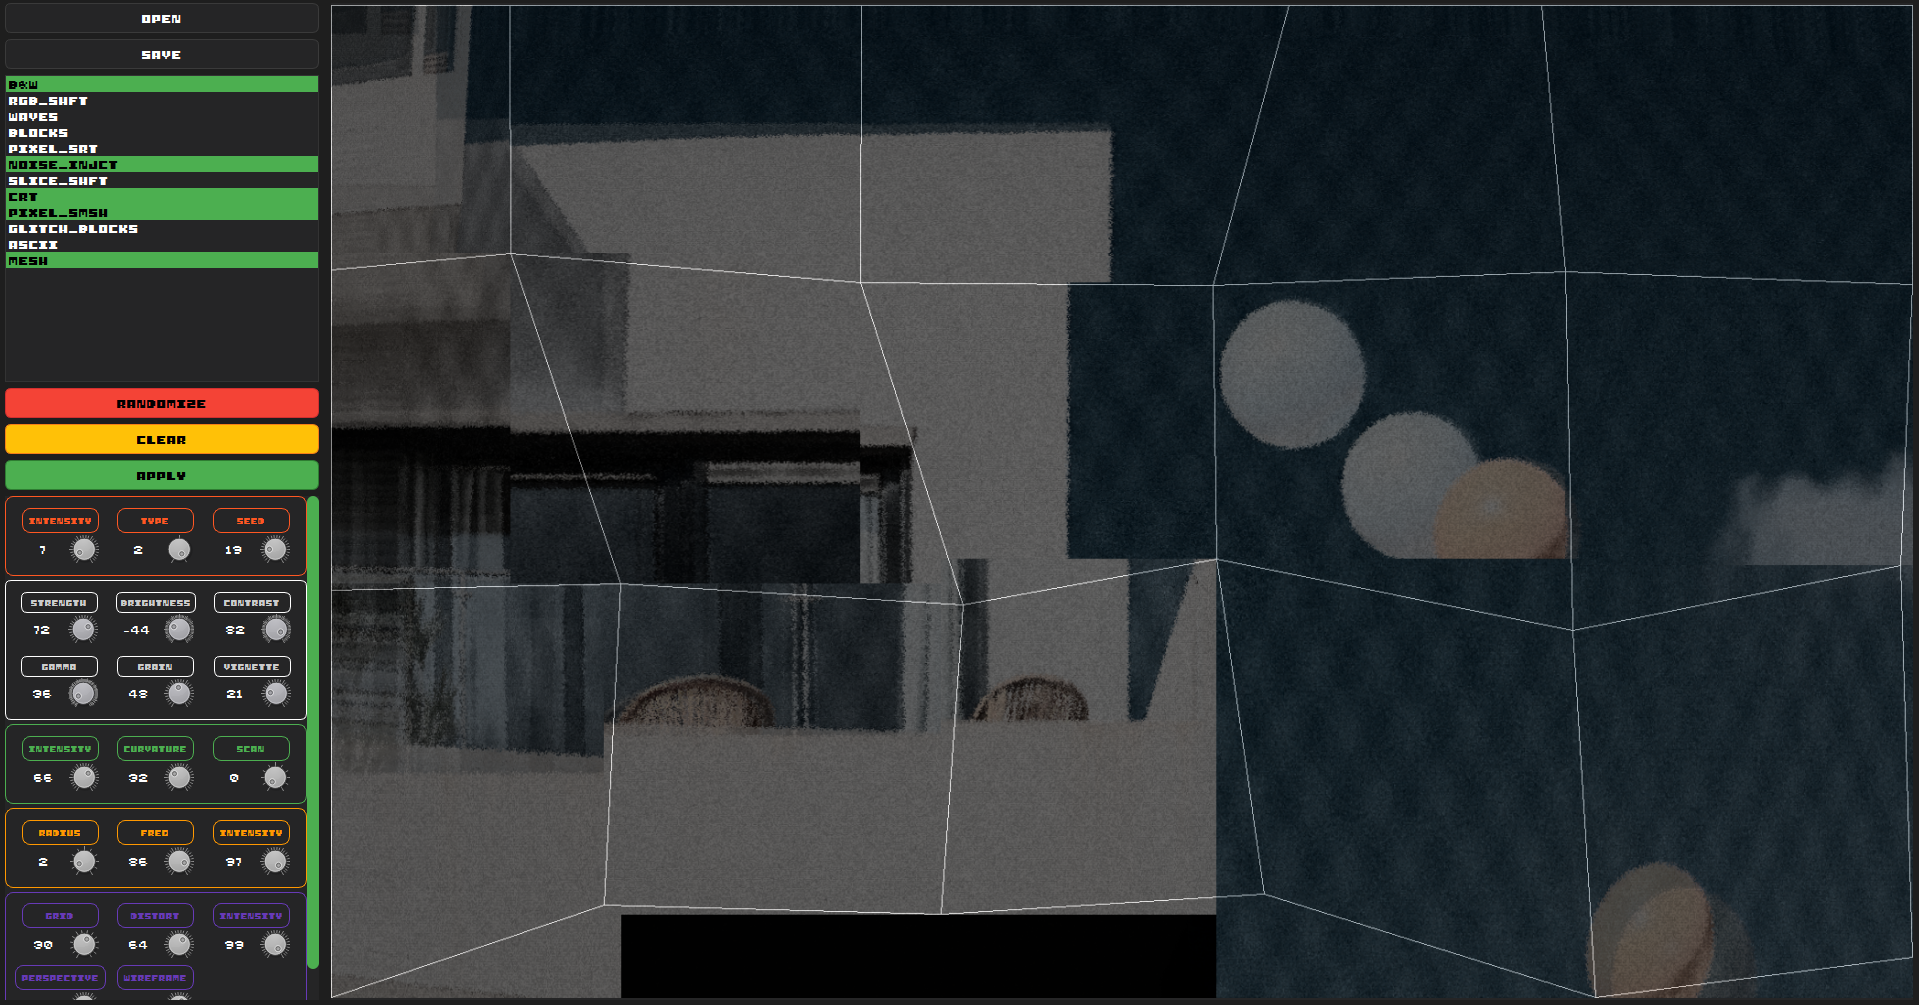 OPEN
SAVE
B&W
RGB_SHFT
WAVES
BLOCKS
PIXEL_SRT
NOISE_INJCT
SLICE_SHFT
CRT
PIXEL_SMSH
GLITCH_BLOCKS
ASCII
MESH
RANDOMIZE
CLEAR
APPLY
INTENSITY TYPE SEED
7 2 19
STRENGTH BRIGHTNESS CONTRAST
72 -44 82
GAMMA GRAIN VIGNETTE
36 48 21
INTENSITY CURVATURE SCAN
66 32 0
RADIUS FREQ INTENSITY
2 86 97
GRID DISTORT INTENSITY
30 64 99
PERSPECTIVE WIREFRAME